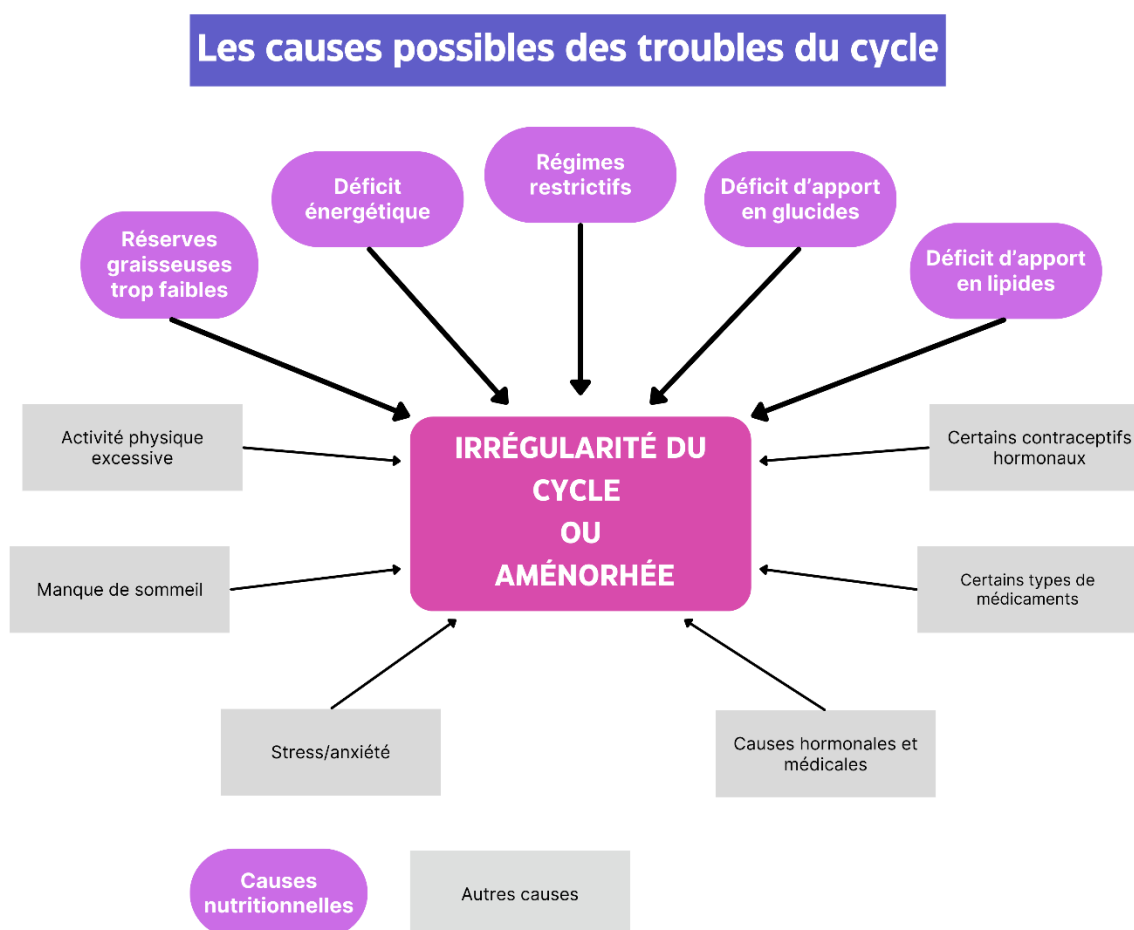 Les causes possibles des troubles du cycle
Régimes
restrictifs
Déficit
énergétique
Déficit d'apport
en glucides
Réserves
graisseuses
trop faibles
Déficit d'apport
en lipides
Activité physique
excessive
IRRÉGULARITÉ DU
CYCLE
OU
AMÉNORHÉE
Certains contraceptifs
hormonaux
Manque de sommeil
Certains types de
médicaments
Stress/anxiété
Causes hormonales et
médicales
Causes
nutritionnelles
Autres causes